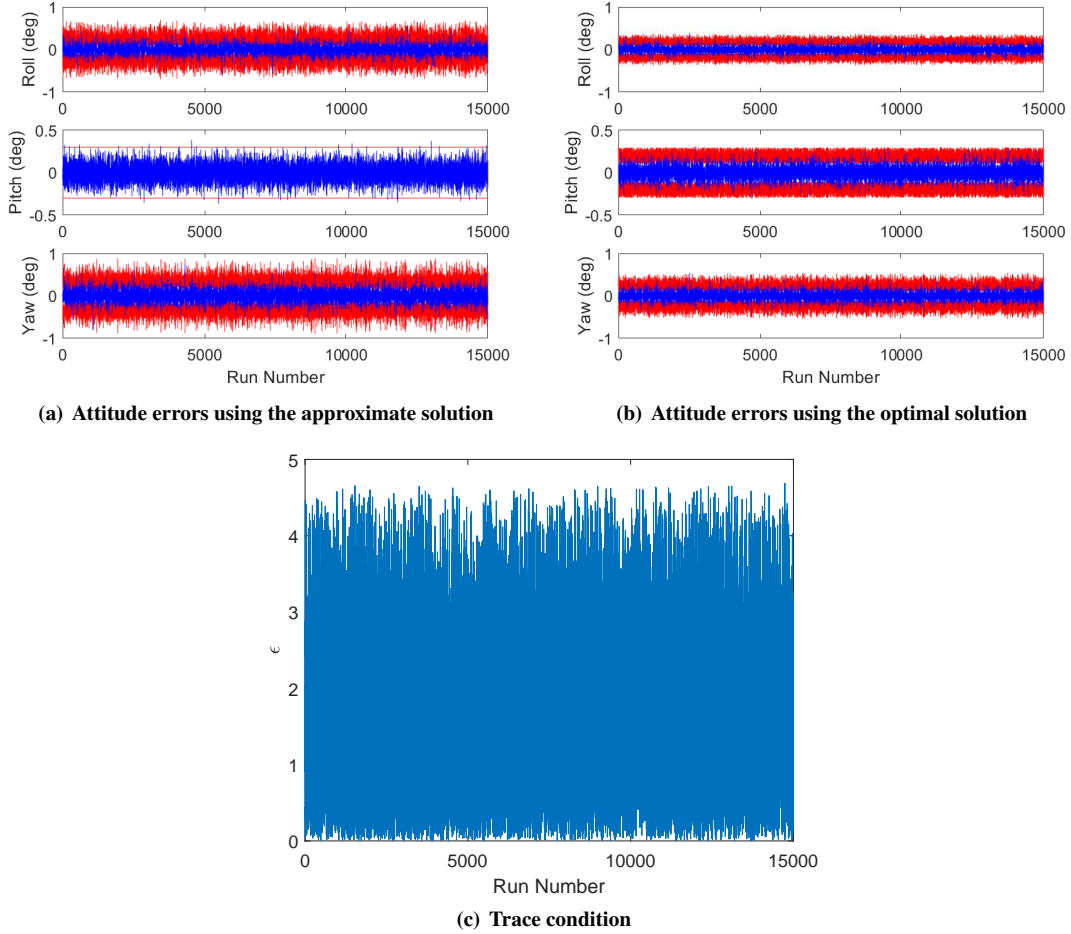 1
0
-1
Roll (deg)
0 5000 10000 15000
0.5
0
-0.5
Pitch (deg)
0 5000 10000 15000
1
0
-1
Yaw (deg)
0 5000 10000 15000
Run Number
(a) Attitude errors using the approximate solution
1
0
-1
Roll (deg)
0 5000 10000 15000
0.5
0
-0.5
Pitch (deg)
0 5000 10000 15000
1
0
-1
Yaw (deg)
0 5000 10000 15000
Run Number
(b) Attitude errors using the optimal solution
5
4
3
2
1
0
ϵ
0 5000 10000 15000
Run Number
(c) Trace condition